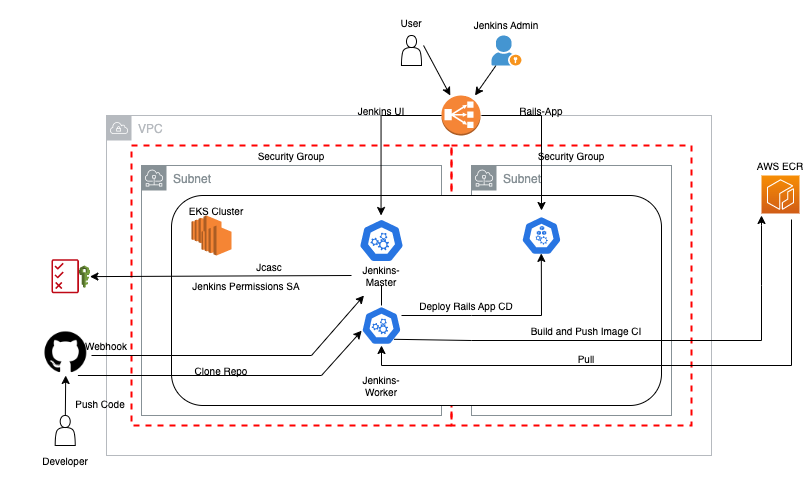 User
Jenkins Admin
Jenkins UI
Rails-App
VPC
Security Group
Security Group
AWS ECR
Subnet
Subnet
EKS Cluster
Jcasc
Jenkins-
Master
Jenkins Permissions SA
Deploy Rails App CD
Build and Push Image CI
Webhook
Pull
Clone Repo
Jenkins-
Worker
Push Code
Developer